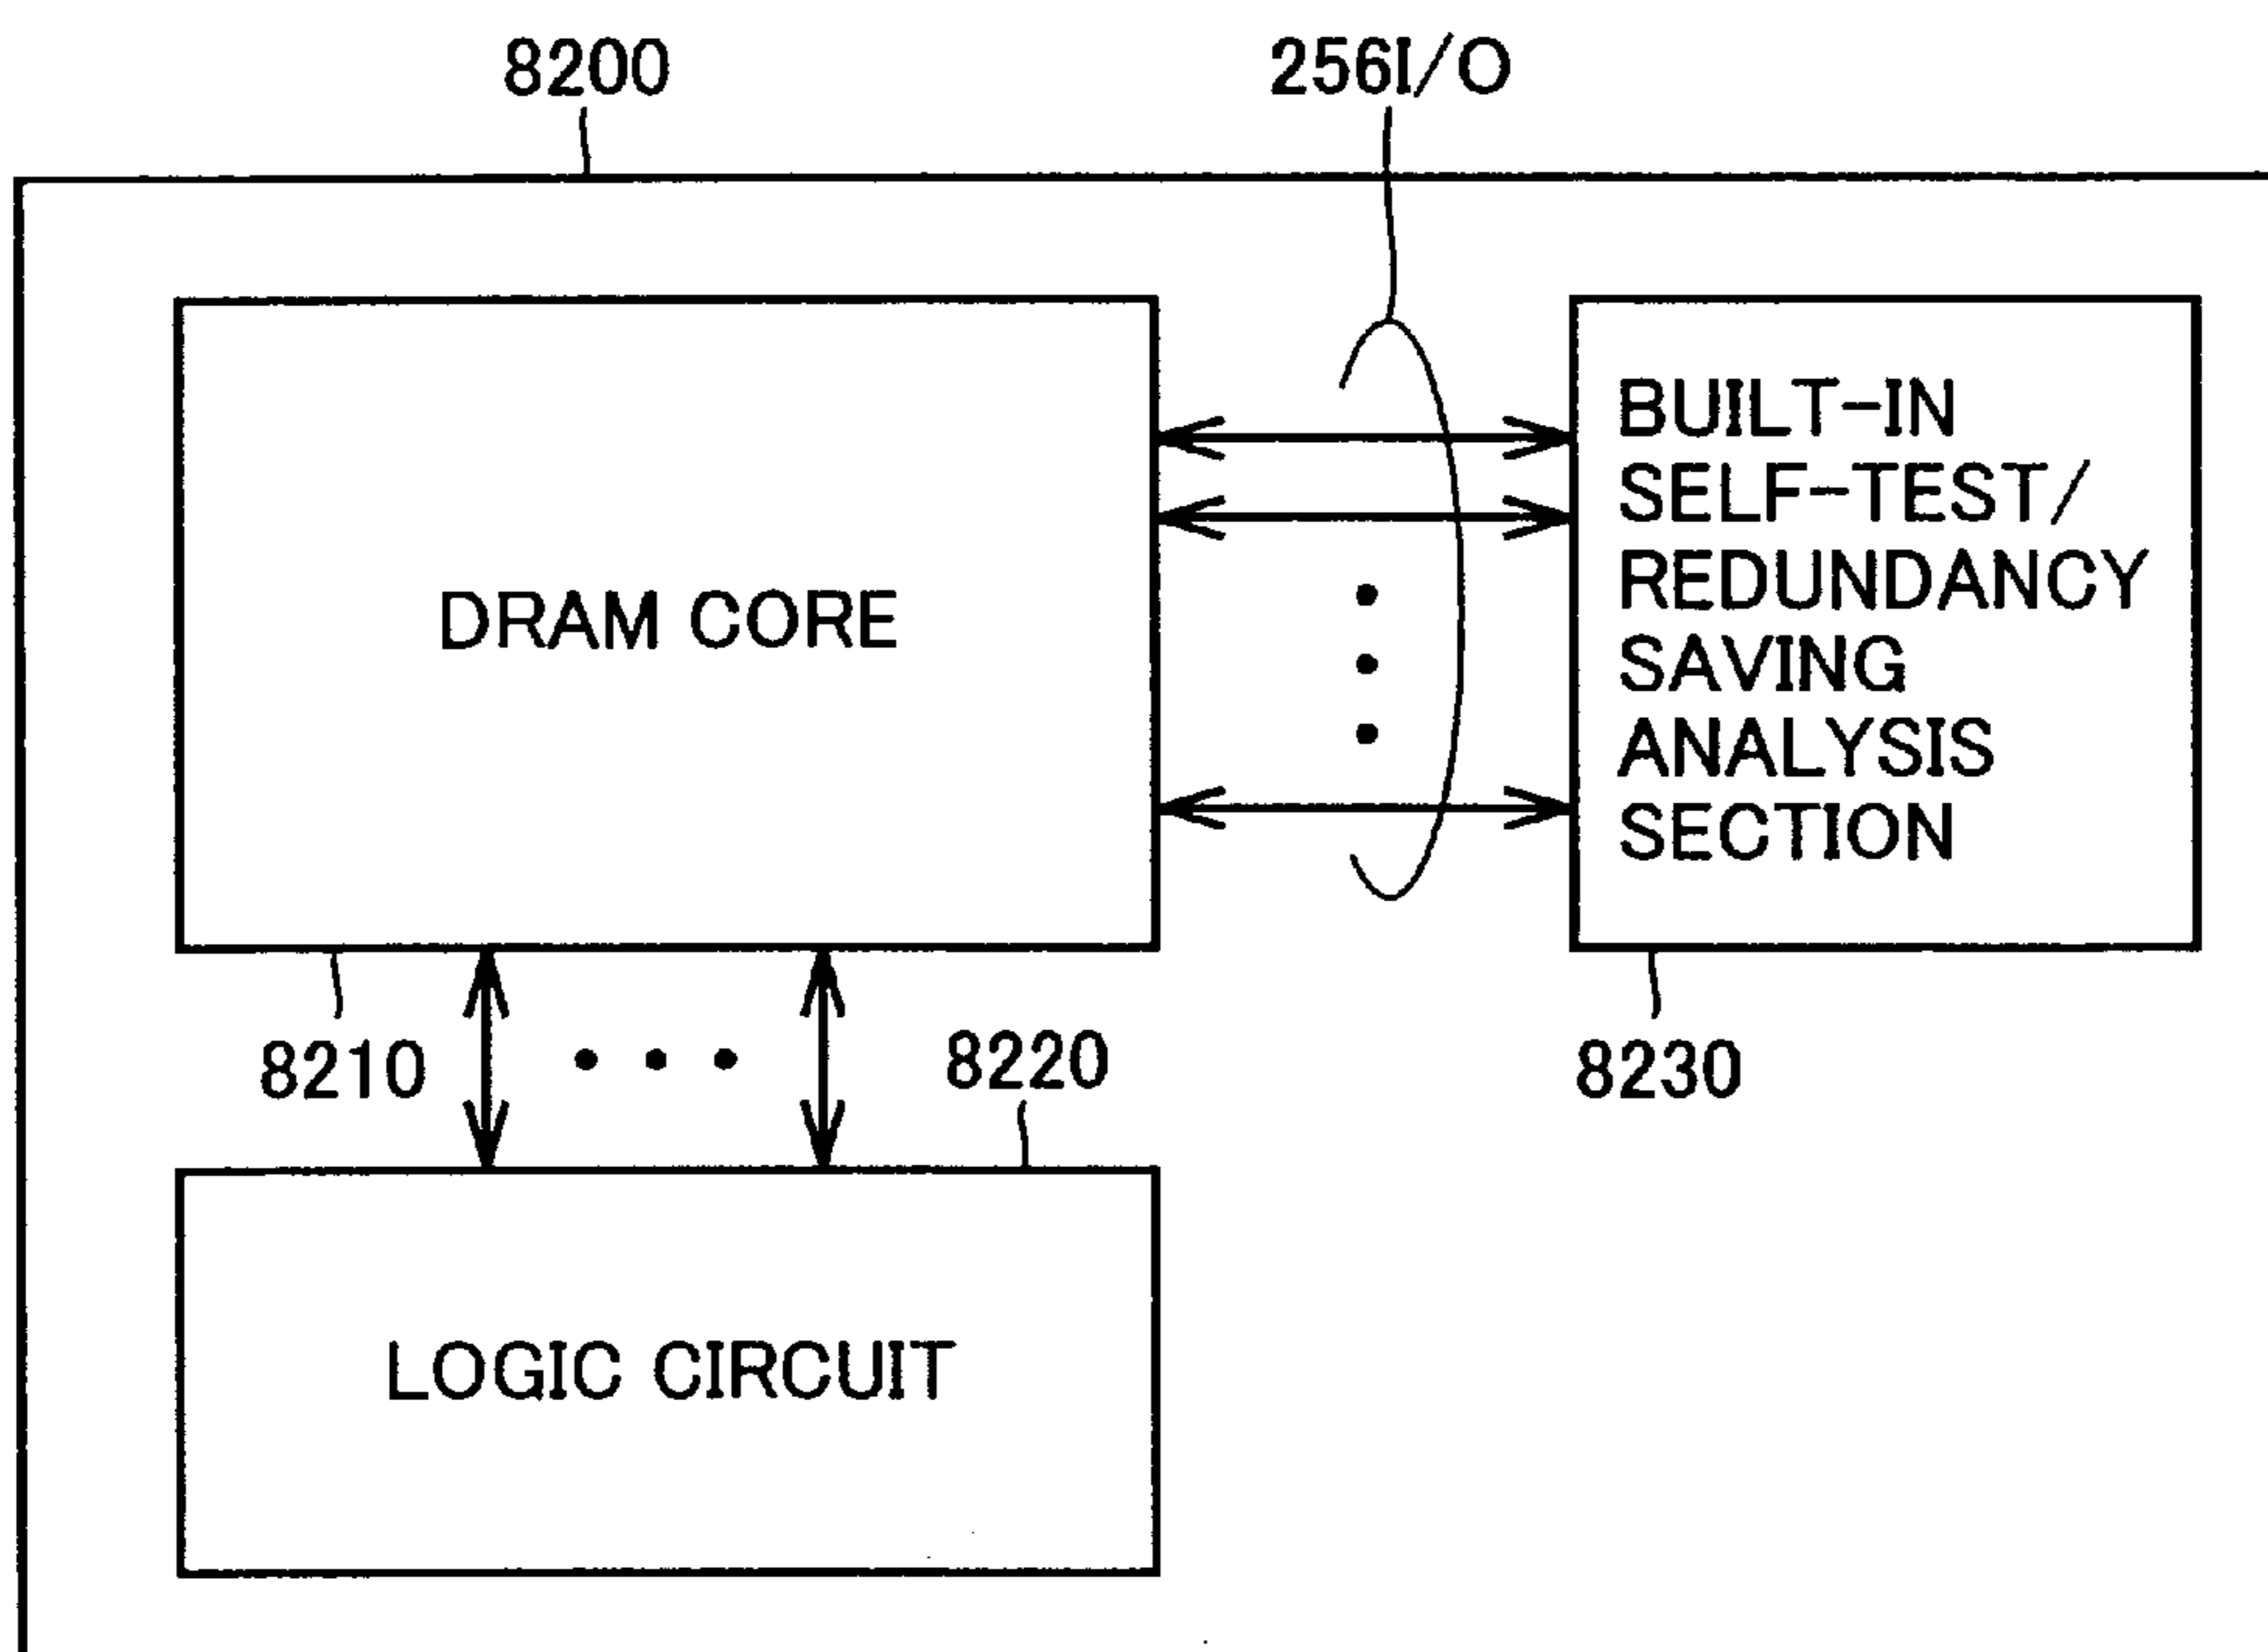 8200
256I/O
DRAM CORE
BUILT-IN
SELF-TEST/
REDUNDANCY
SAVING
ANALYSIS
SECTION
8210
8220
8230
LOGIC CIRCUIT